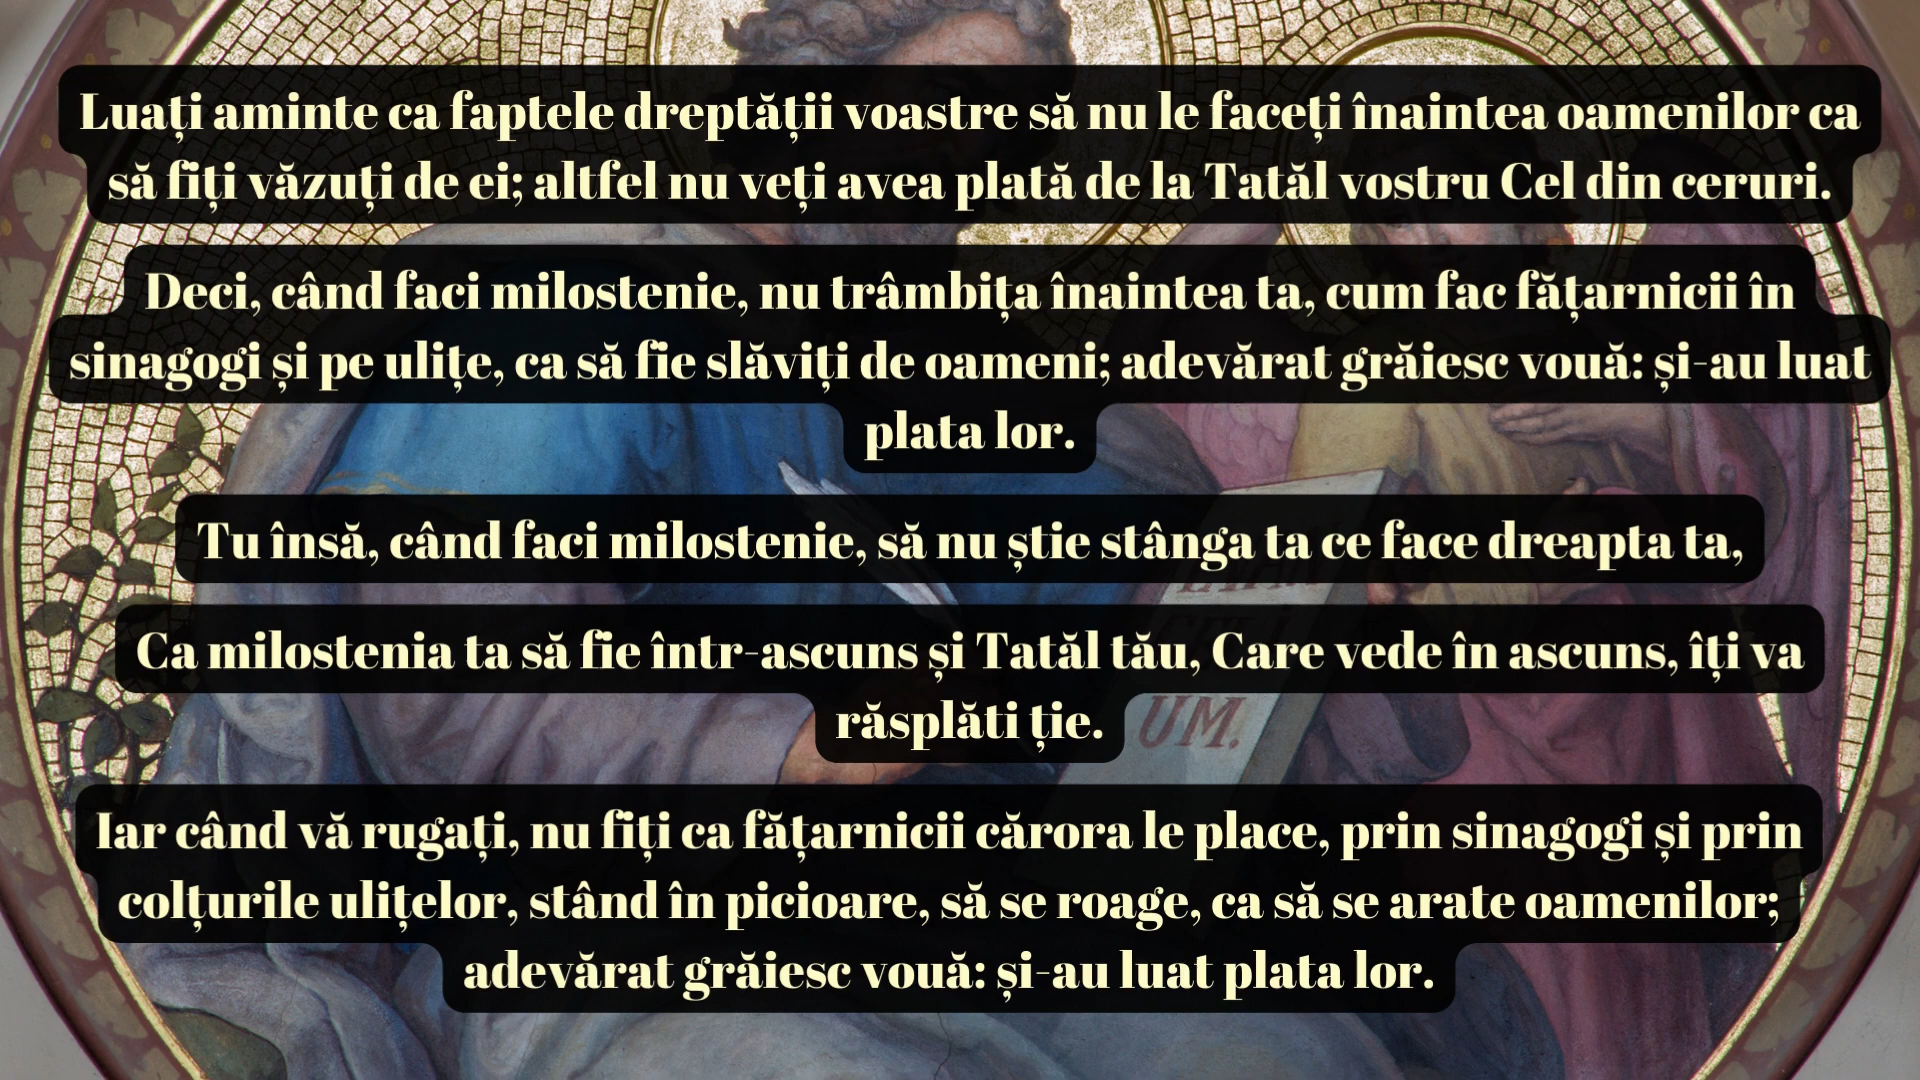 Luați aminte ca faptele dreptății voastre să nu le faceți înaintea oamenilor ca
să fiți văzuți de ei; altfel nu veți avea plată de la Tatăl vostru Cel din ceruri.
Deci, când faci milostenie, nu trâmbița înaintea ta, cum fac fățarnicii în
sinagogi și pe ulițe, ca să fie slăviți de oameni; adevărat grăiesc vouă: și-au luat
plata lor.
Tu însă, când faci milostenie, să nu știe stânga ta ce face dreapta ta,
Ca milostenia ta să fie într-ascuns și Tatăl tău, Care vede în ascuns, îți va
răsplăti ție.
UM.
Iar când vă rugați, nu fiți ca fățarnicii cărora le place, prin sinagogi și prin
colțurile ulițelor, stând în picioare, să se roage, ca să se arate oamenilor;
adevărat grăiesc vouă: și-au luat plata lor.